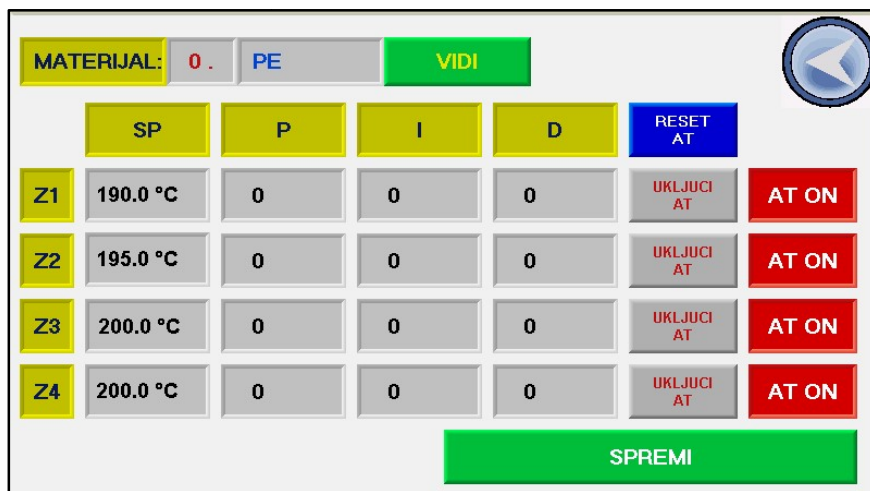 MATERIJAL: 0 . PE VIDI
SP P I D RESET AT
Z1 190.0 °C 0 0 0 UKLJUCI AT AT ON
Z2 195.0 °C 0 0 0 UKLJUCI AT AT ON
Z3 200.0 °C 0 0 0 UKLJUCI AT AT ON
Z4 200.0 °C 0 0 0 UKLJUCI AT AT ON
SPREMI